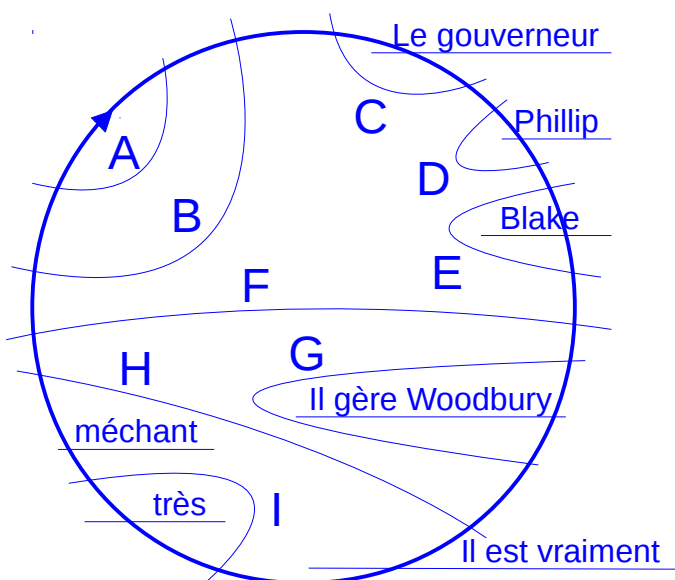 Le gouverneur
A
C
Phillip
D
B
Blake
E
F
G
H
Il gère Woodbury
méchant
très
I
Il est vraiment